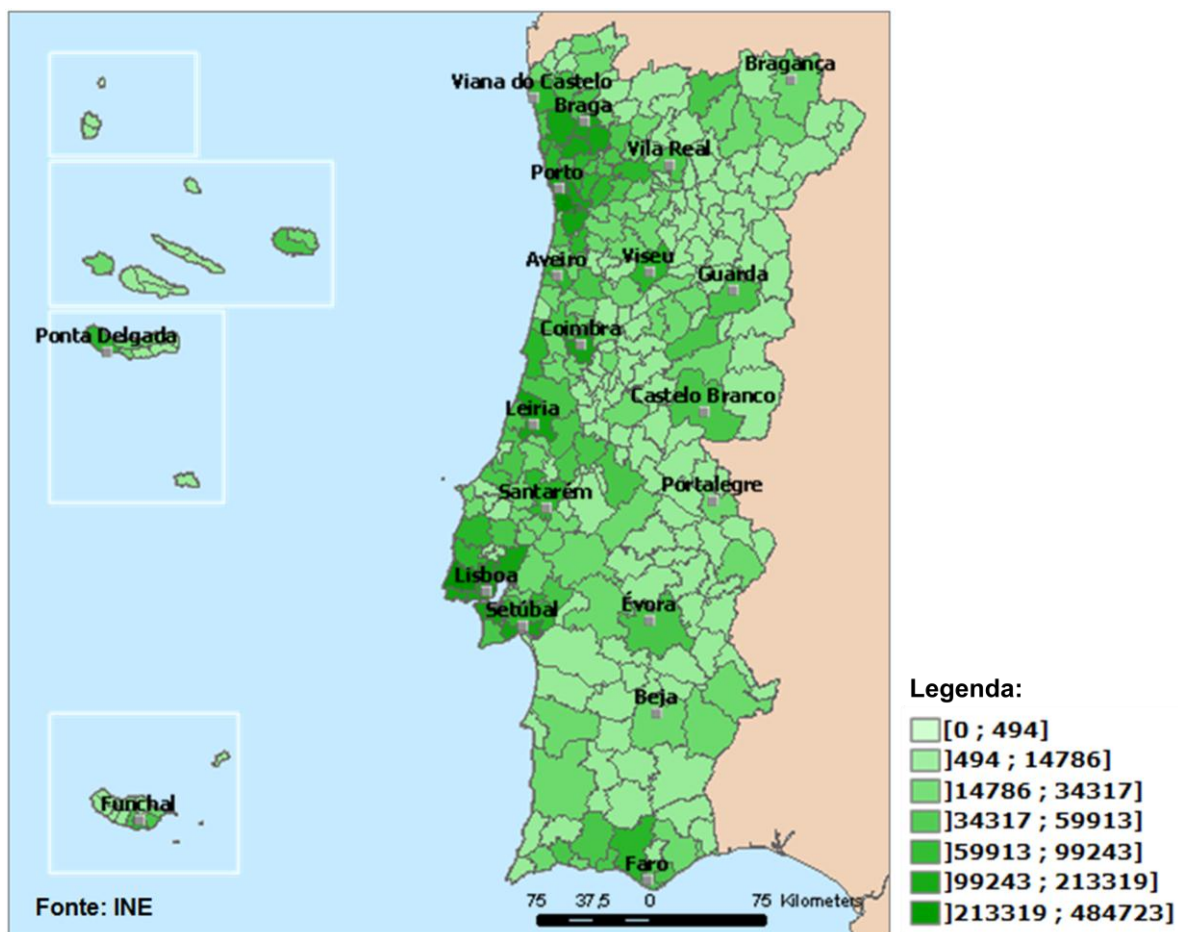 Bragança
Viana do Castelo
Braga
Vila Real
Porto
Aveiro
Viseu
Guarda
Ponta Delgada
Coimbra
Castelo Branco
Leiria
Santarém
Portalegre
Lisboa
Setúbal
Évora
Beja
Funchal
Faro
Fonte: INE
75 37,5 0 75 Kilometers
Legenda:
[0 ; 494]
]494 ; 14786]
]14786 ; 34317]
]34317 ; 59913]
]59913 ; 99243]
]99243 ; 213319]
]213319 ; 484723]